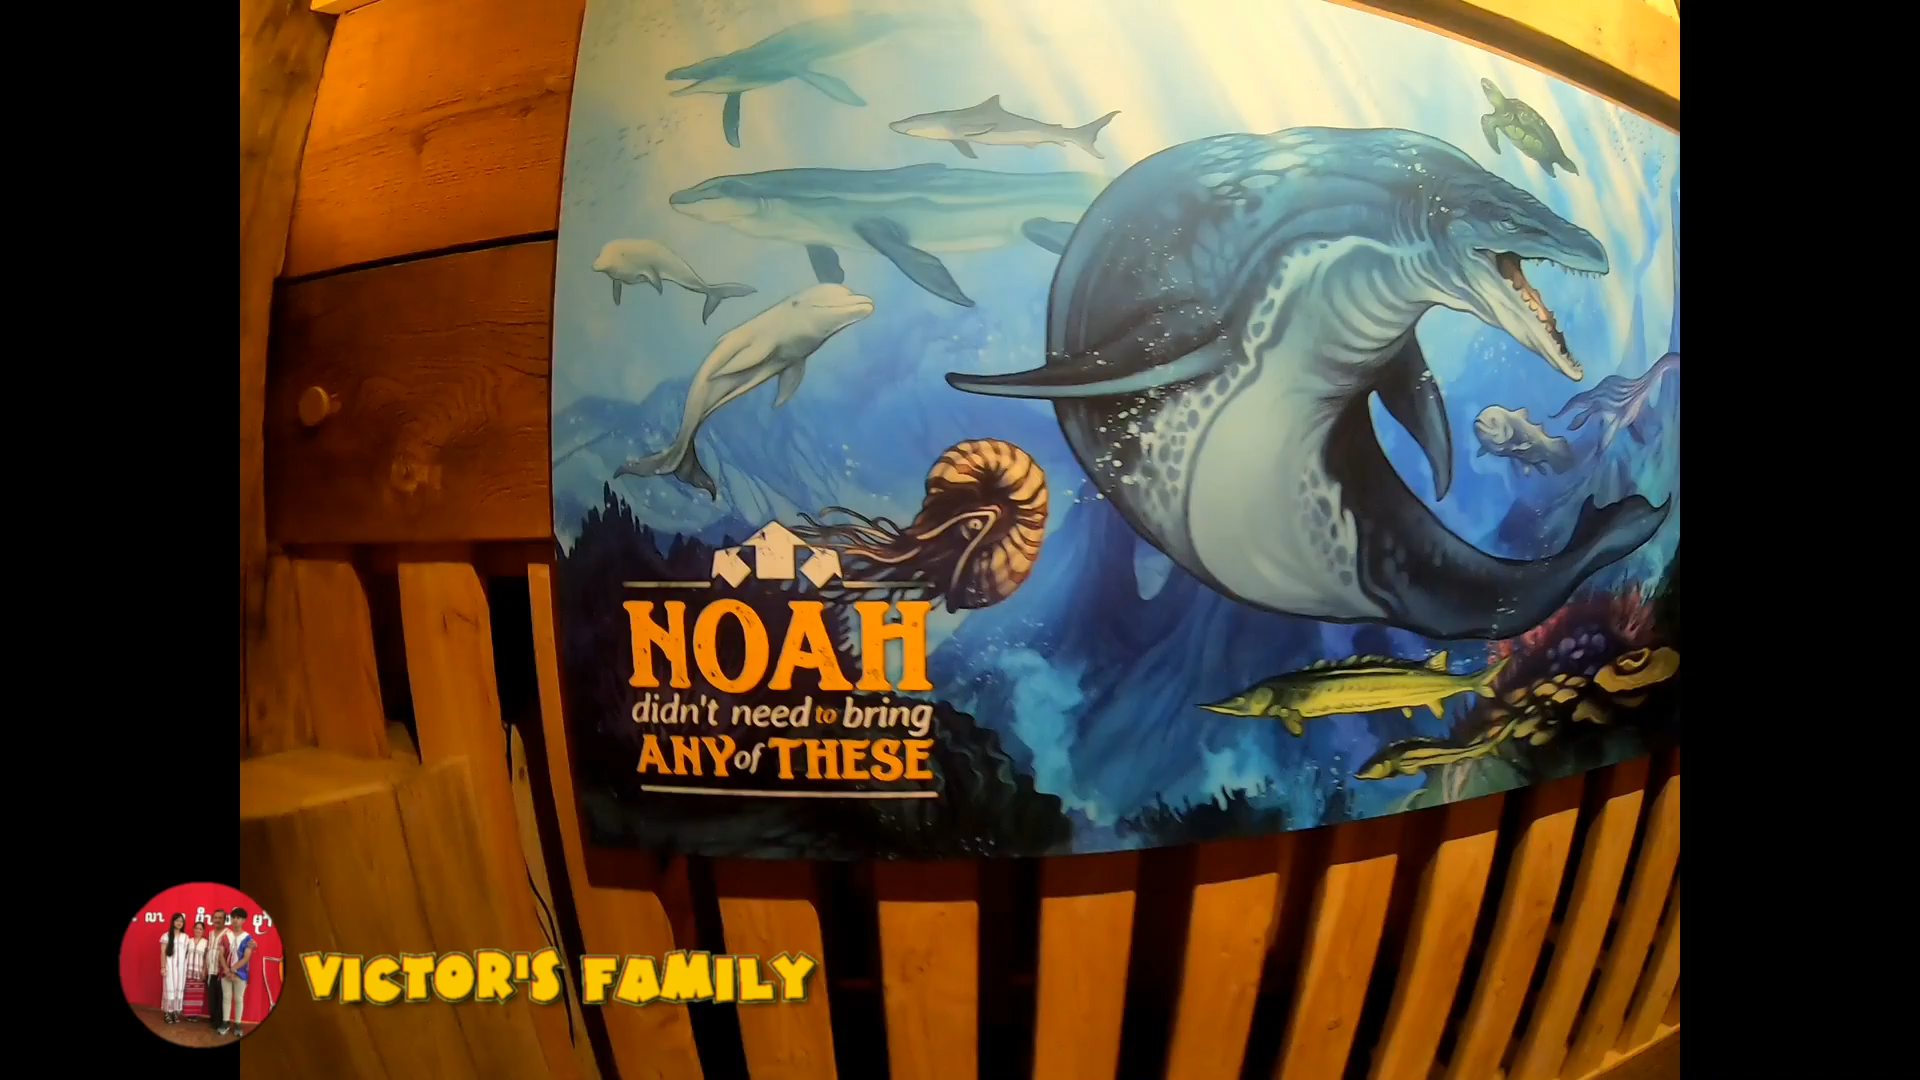 NOAH
didn't need to bring
ANY of THESE
VICTOR'S FAMILY